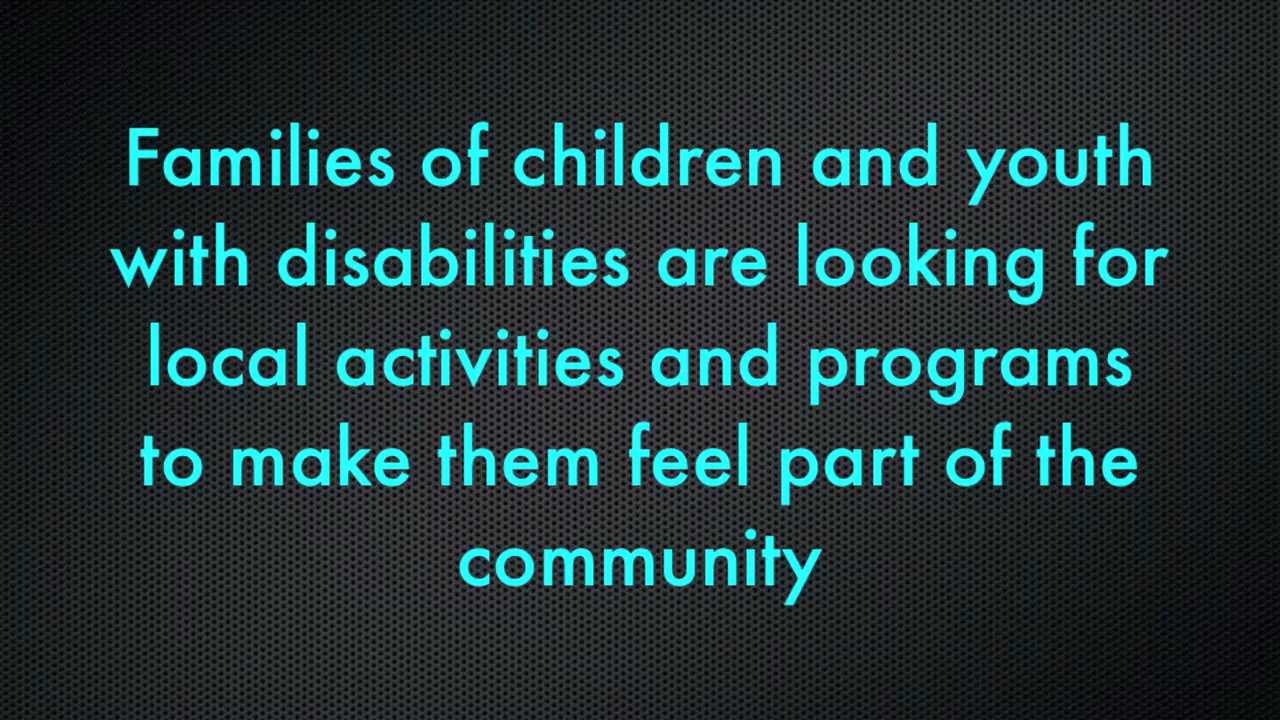 Families of children and youth
with disabilities are looking for
local activities and programs
to make them feel part of the
community